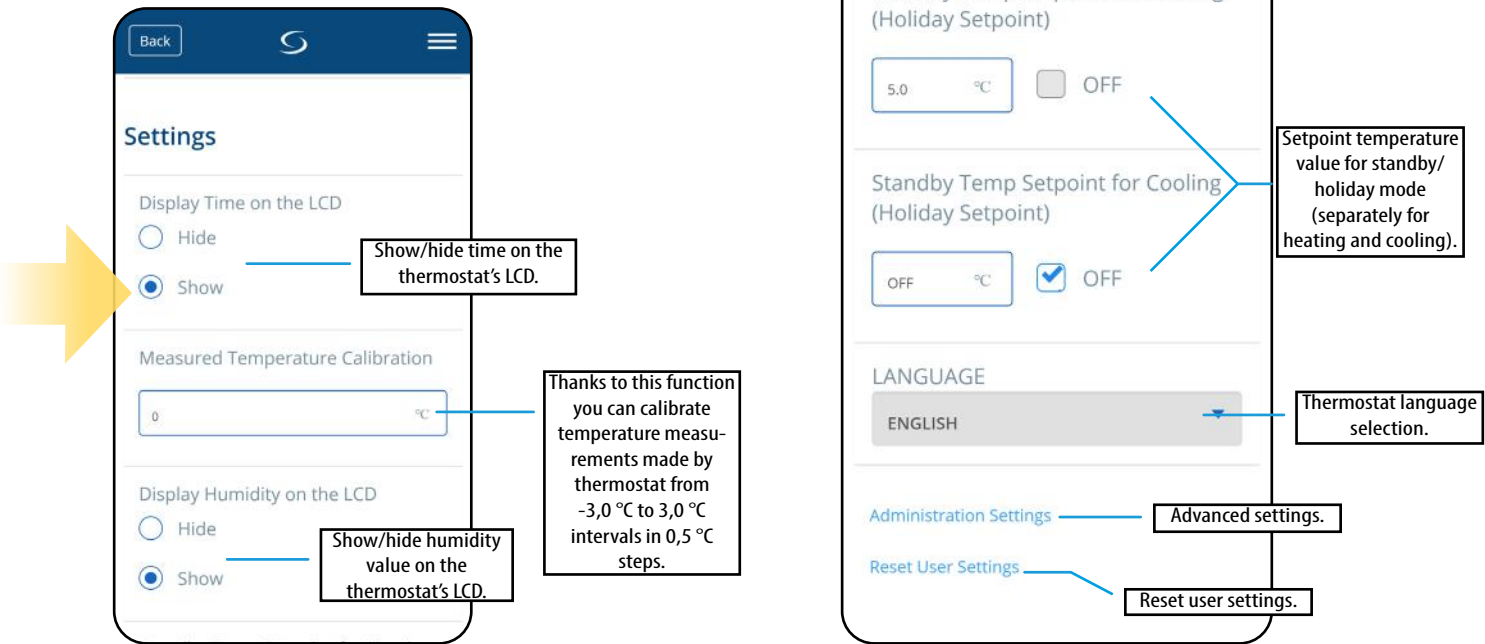 Back
Settings
Display Time on the LCD
Hide
Show
Show/hide time on the
thermostat’s LCD.
Measured Temperature Calibration
0 °C
Thanks to this function
you can calibrate
temperature measu-
rements made by
thermostat from
-3,0 °C to 3,0 °C
intervals in 0,5 °C
steps.
Display Humidity on the LCD
Hide
Show
Show/hide humidity
value on the
thermostat’s LCD.
(Holiday Setpoint)
5.0 °C OFF
Standby Temp Setpoint for Cooling
(Holiday Setpoint)
OFF °C OFF
Setpoint temperature
value for standby/
holiday mode
(separately for
heating and cooling).
LANGUAGE
ENGLISH
Thermostat language
selection.
Administration Settings
Advanced settings.
Reset User Settings
Reset user settings.